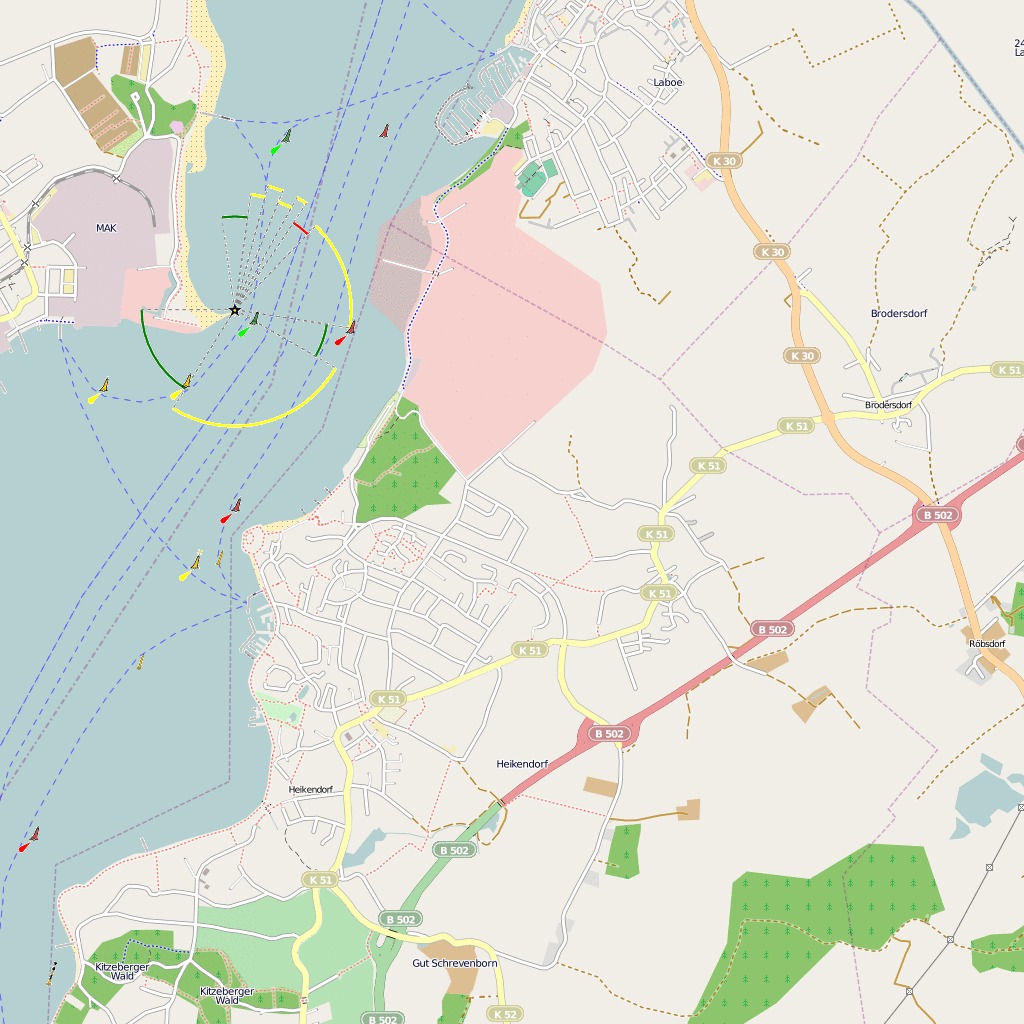 24
La
Laboe
K 30
MAK
K 30
Brodersdorf
K 30
K 51
Brodersdorf
K 51
K 51
B 502
K 51
K 51
B 502
Röbsdorf
K 51
K 51
B 502
Heikendorf
Heikendorf
B 502
K 51
B 502
Gut Schrevenborn
Kitzeberger
Wald
Kitzeberger
Wald
K 52
B 502